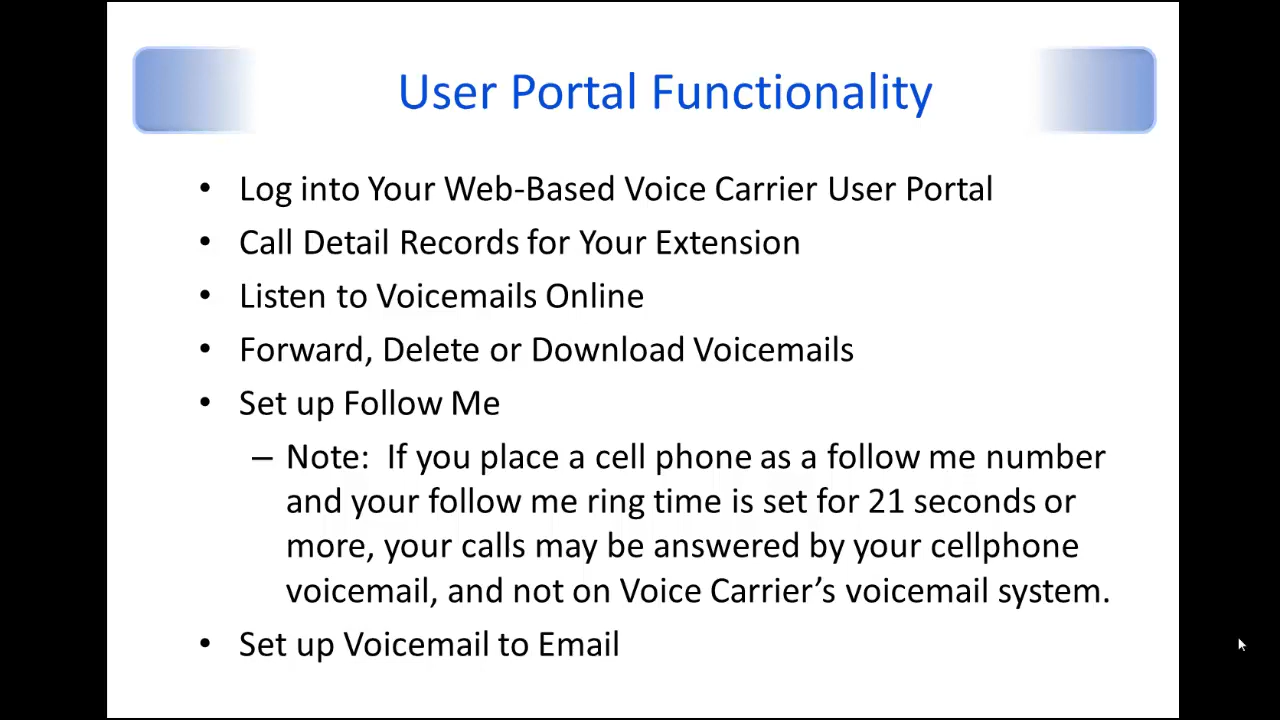 User Portal Functionality
• Log into Your Web-Based Voice Carrier User Portal
• Call Detail Records for Your Extension
• Listen to Voicemails Online
• Forward, Delete or Download Voicemails
• Set up Follow Me
– Note:  If you place a cell phone as a follow me number
and your follow me ring time is set for 21 seconds or
more, your calls may be answered by your cellphone
voicemail, and not on Voice Carrier’s voicemail system.
• Set up Voicemail to Email